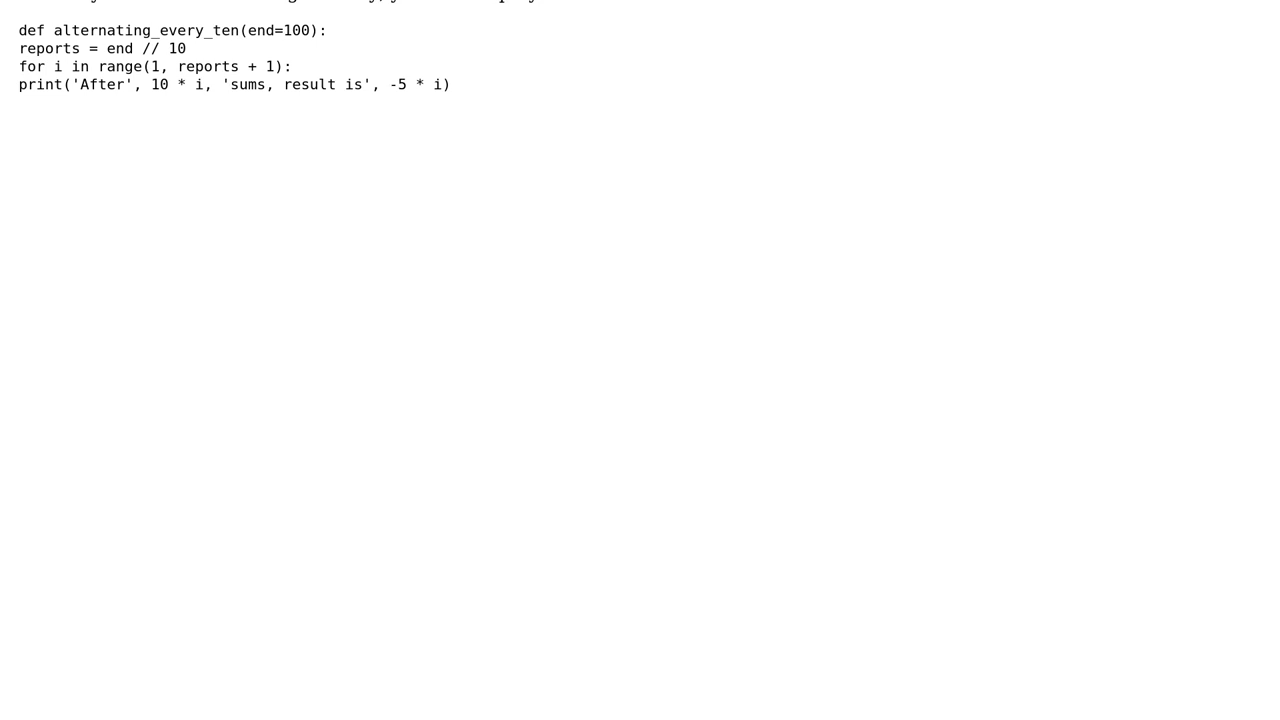 def alternating_every_ten(end=100):
reports = end // 10
for i in range(1, reports + 1):
print('After', 10 * i, 'sums, result is', -5 * i)